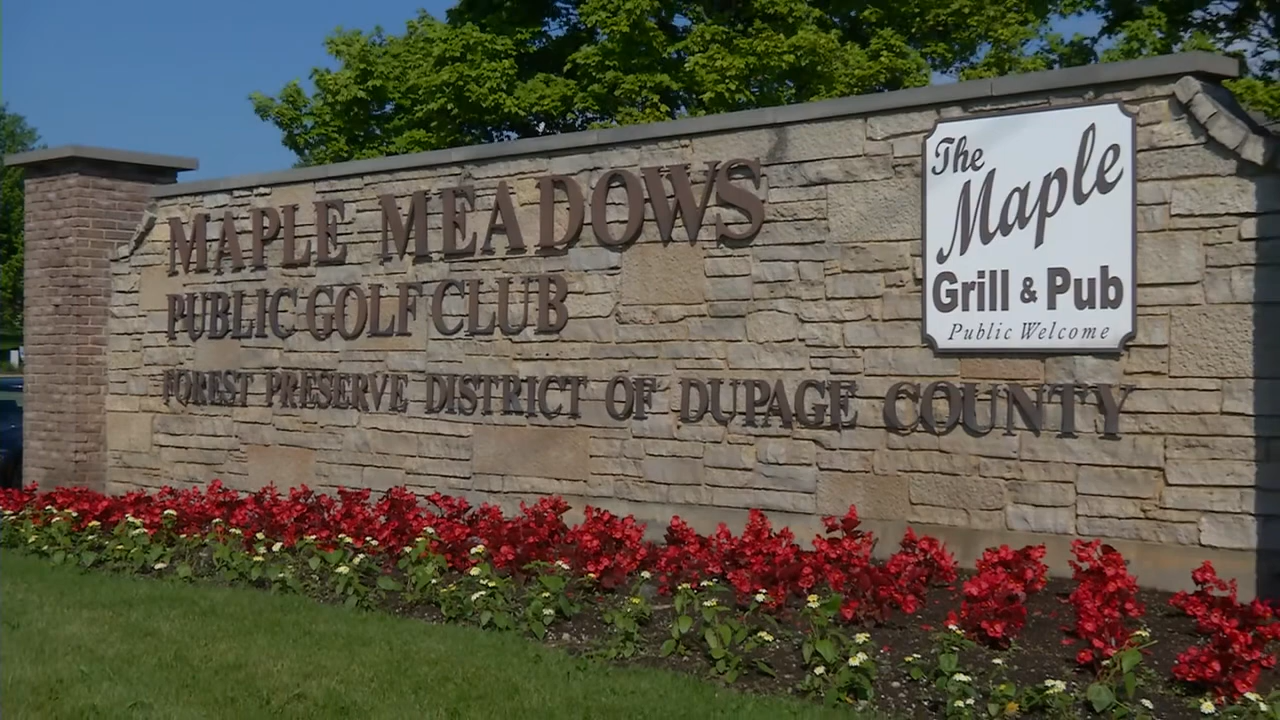 MAPLE MEADOWS
PUBLIC GOLF CLUB
FOREST PRESERVE DISTRICT OF DUPAGE COUNTY
The
Maple
Grill & Pub
Public Welcome